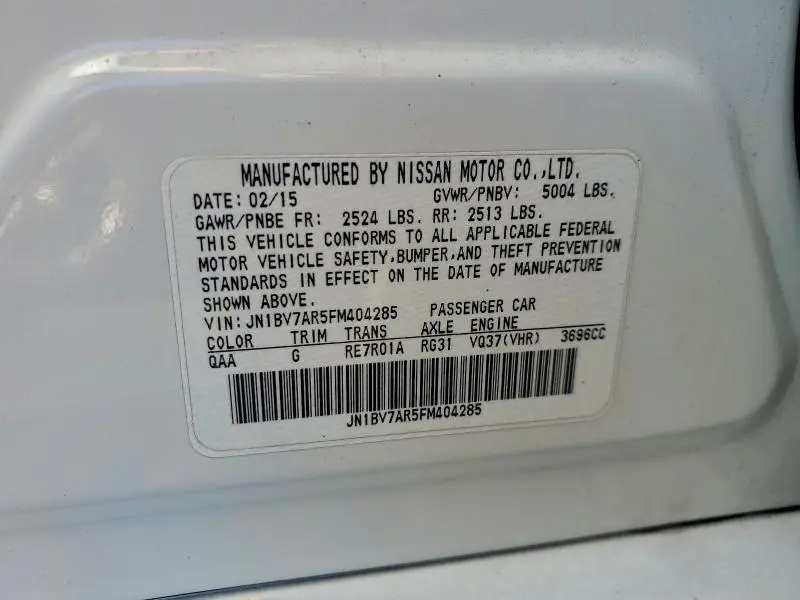 MANUFACTURED BY NISSAN MOTOR CO.,LTD.
DATE: 02/15 GVWR/PNBV: 5004 LBS.
GAWR/PNBE FR: 2524 LBS. RR: 2513 LBS.
THIS VEHICLE CONFORMS TO ALL APPLICABLE FEDERAL
MOTOR VEHICLE SAFETY,BUMPER,AND THEFT PREVENTION
STANDARDS IN EFFECT ON THE DATE OF MANUFACTURE
SHOWN ABOVE.
VIN:JN1BV7AR5FM404285 PASSENGER CAR
COLOR TRIM TRANS AXLE ENGINE
QAA G RE7R01A RG31 VQ37(VHR) 3696CC
JN1BV7AR5FM404285